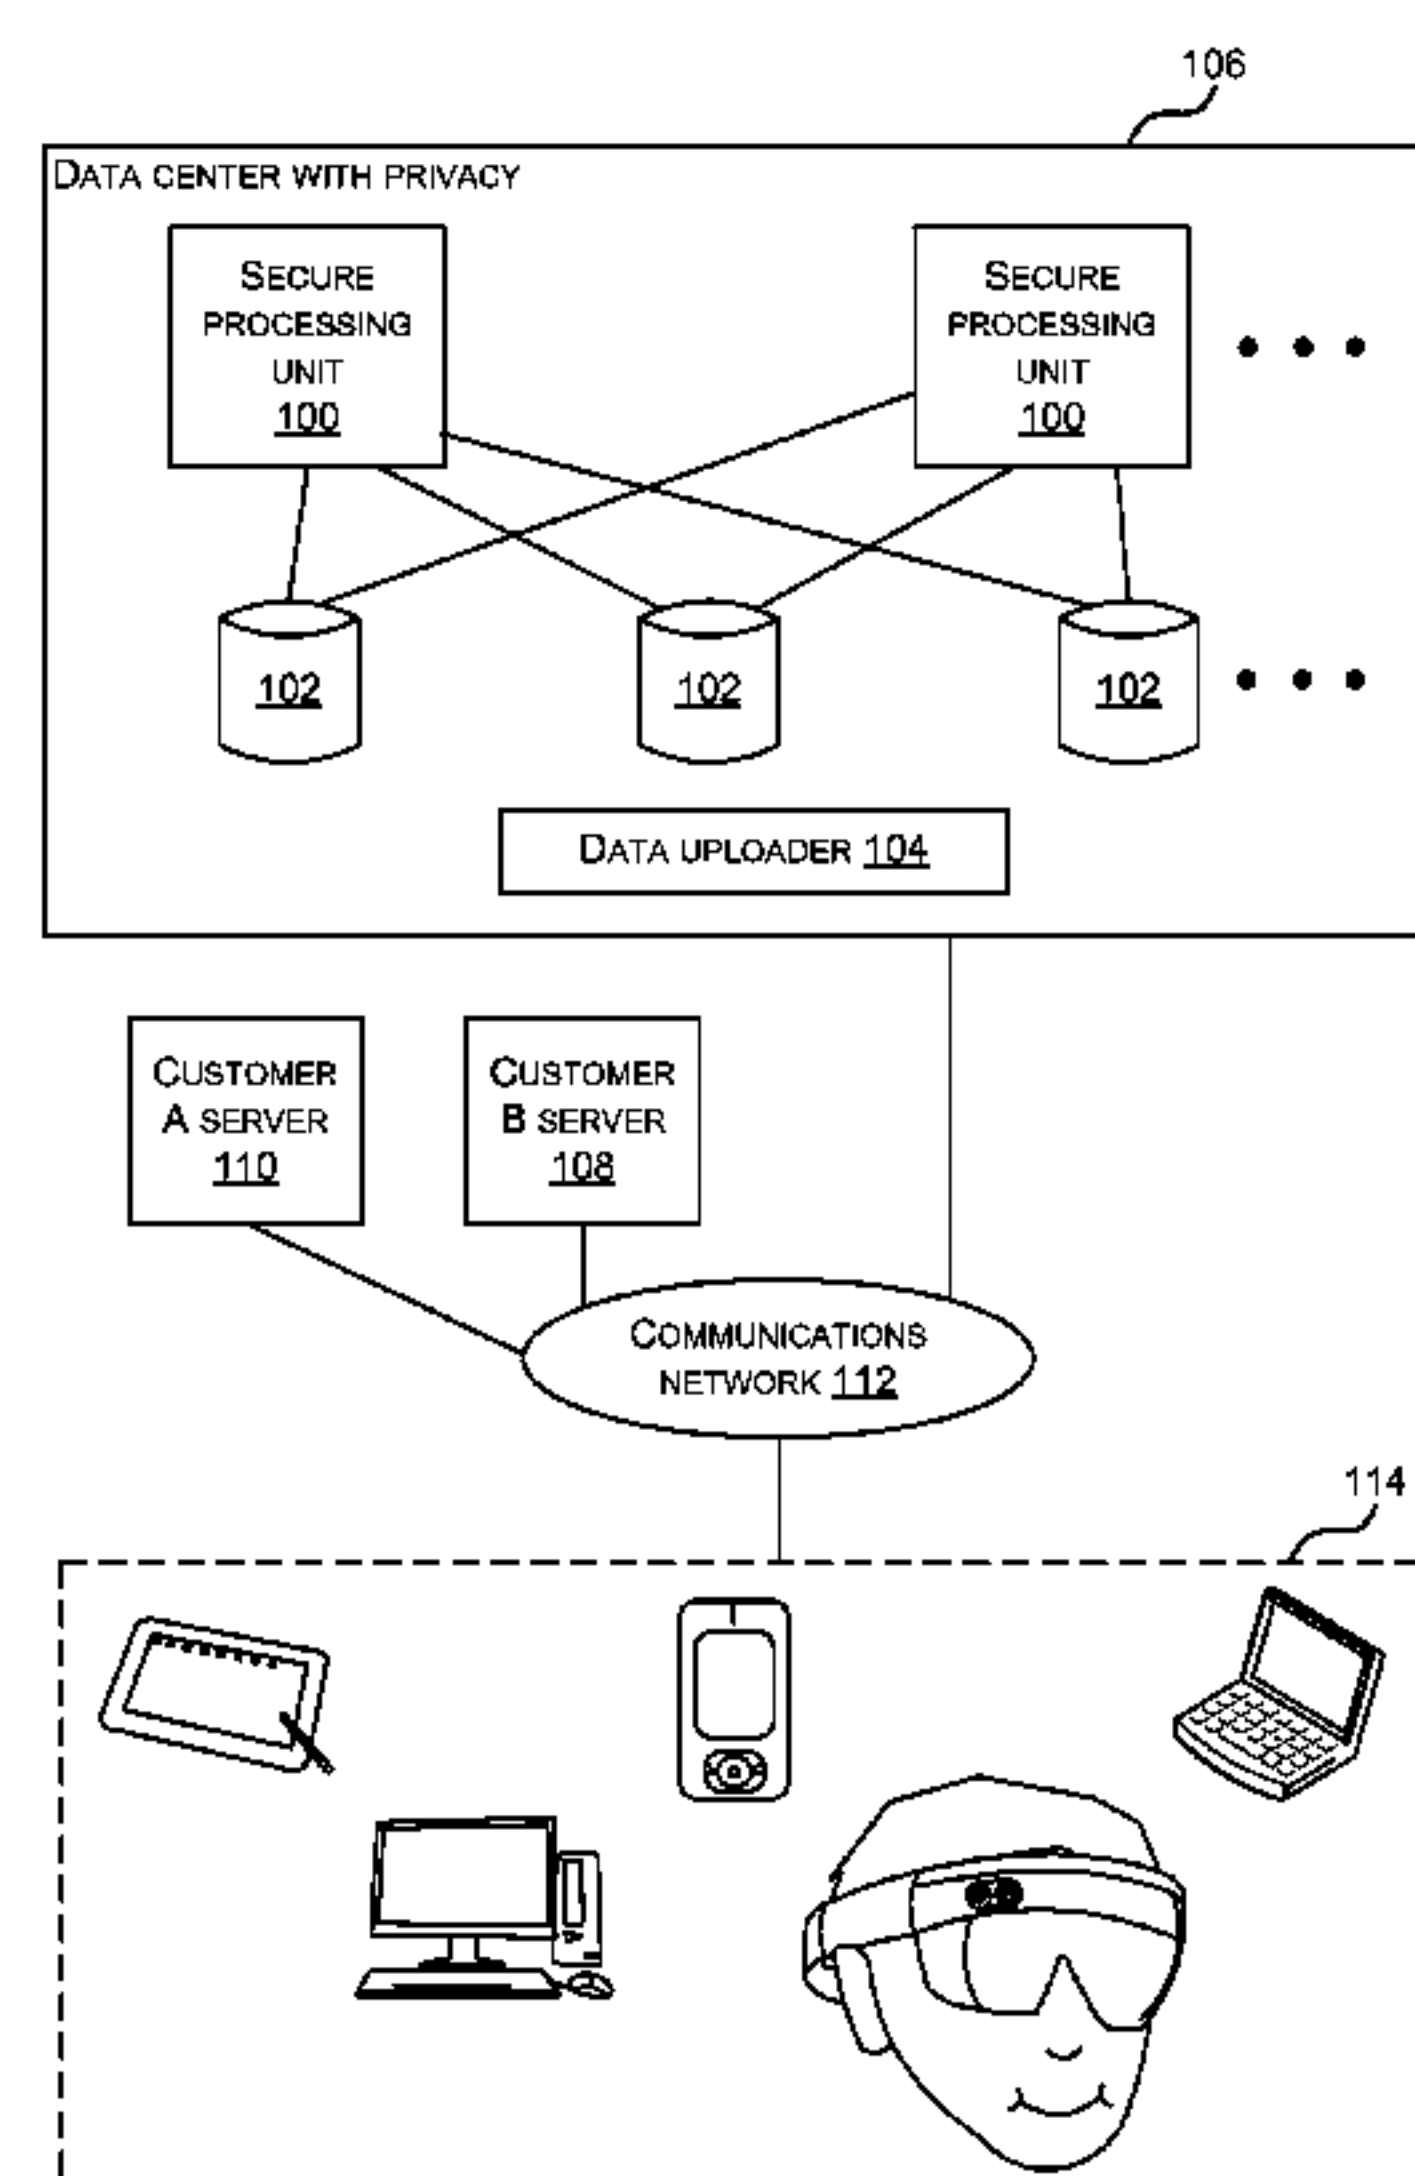 106
DATA CENTER WITH PRIVACY
SECURE
PROCESSING
UNIT
100
SECURE
PROCESSING
UNIT
100
102
102
102
DATA UPLOADER 104
CUSTOMER
A SERVER
110
CUSTOMER
B SERVER
108
COMMUNICATIONS
NETWORK 112
114